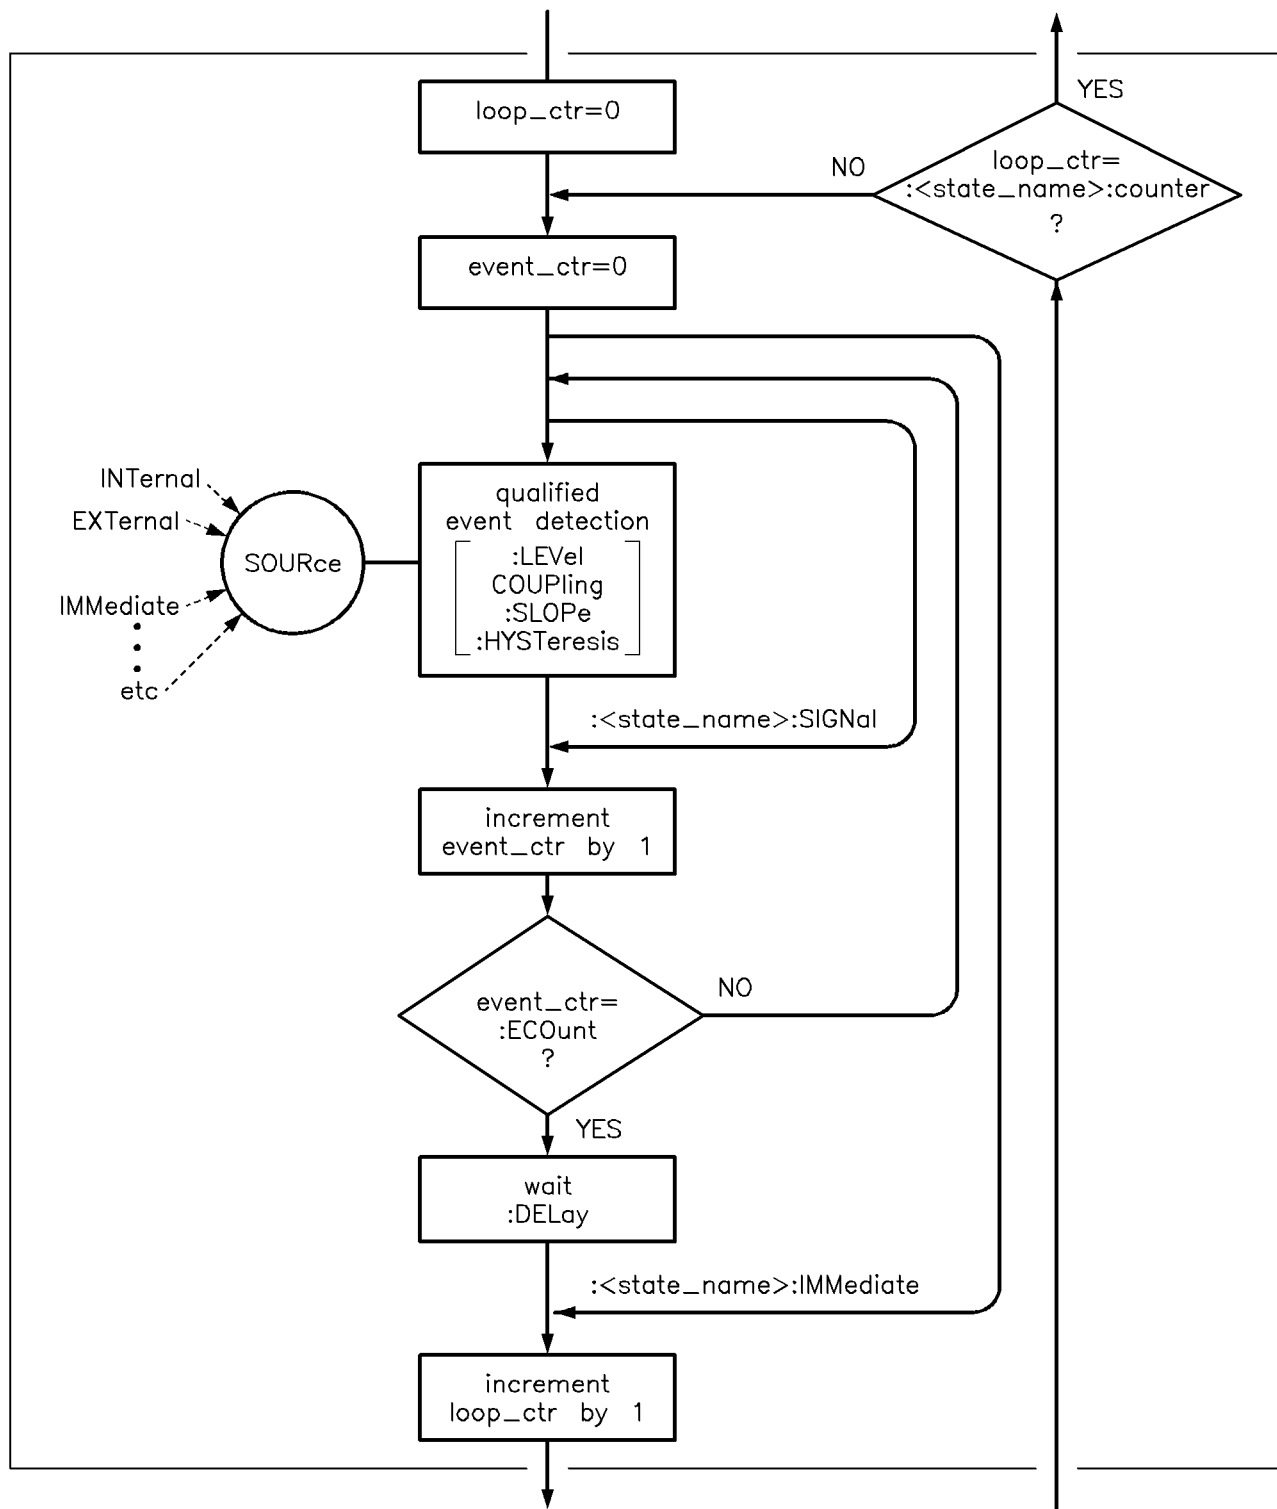 loop_ctr=0
YES
loop_ctr=
:<state_name>:counter
?
NO
event_ctr=0
INTernal
EXTernal
IMMediate
etc
SOURce
qualified
event detection
:LEVel
COUPling
:SLOPe
:HYSTeresis
:<state_name>:SIGNal
increment
event_ctr by 1
event_ctr=
:ECOunt
?
NO
YES
wait
:DELay
:<state_name>:IMMediate
increment
loop_ctr by 1